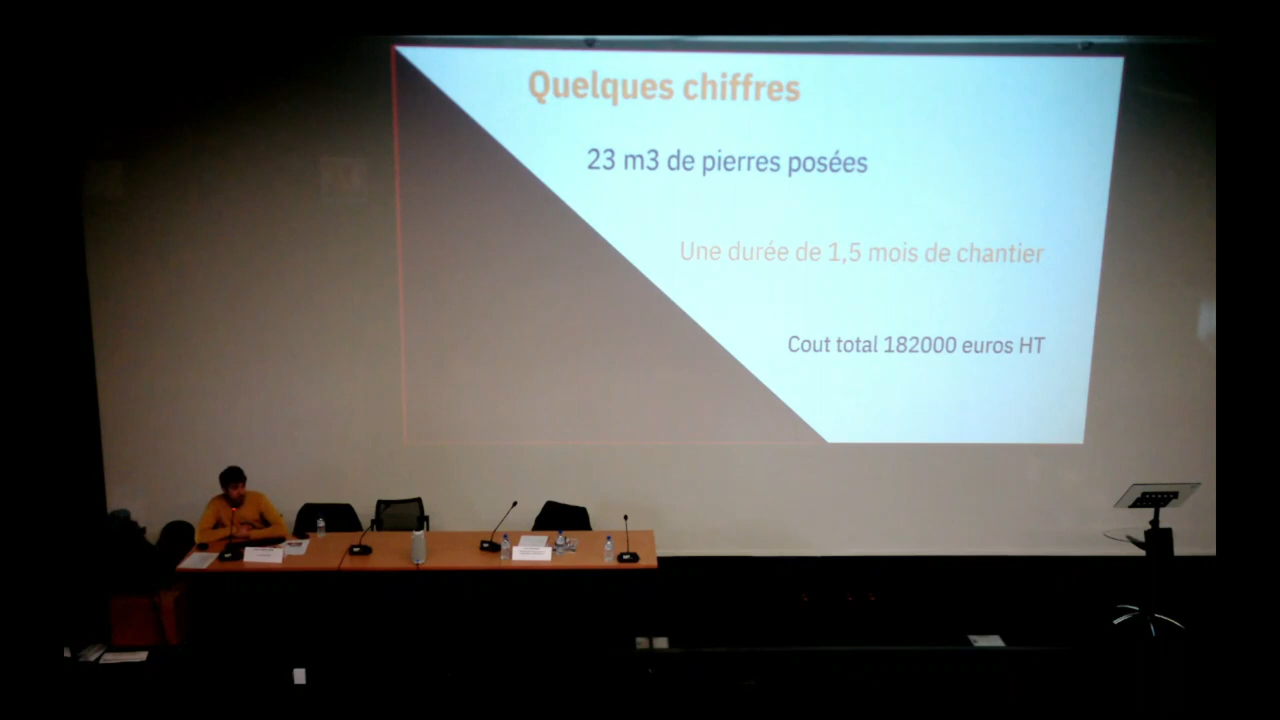 Quelques chiffres
23 m3 de pierres posées
Une durée de 1,5 mois de chantier
Cout total 182000 euros HT